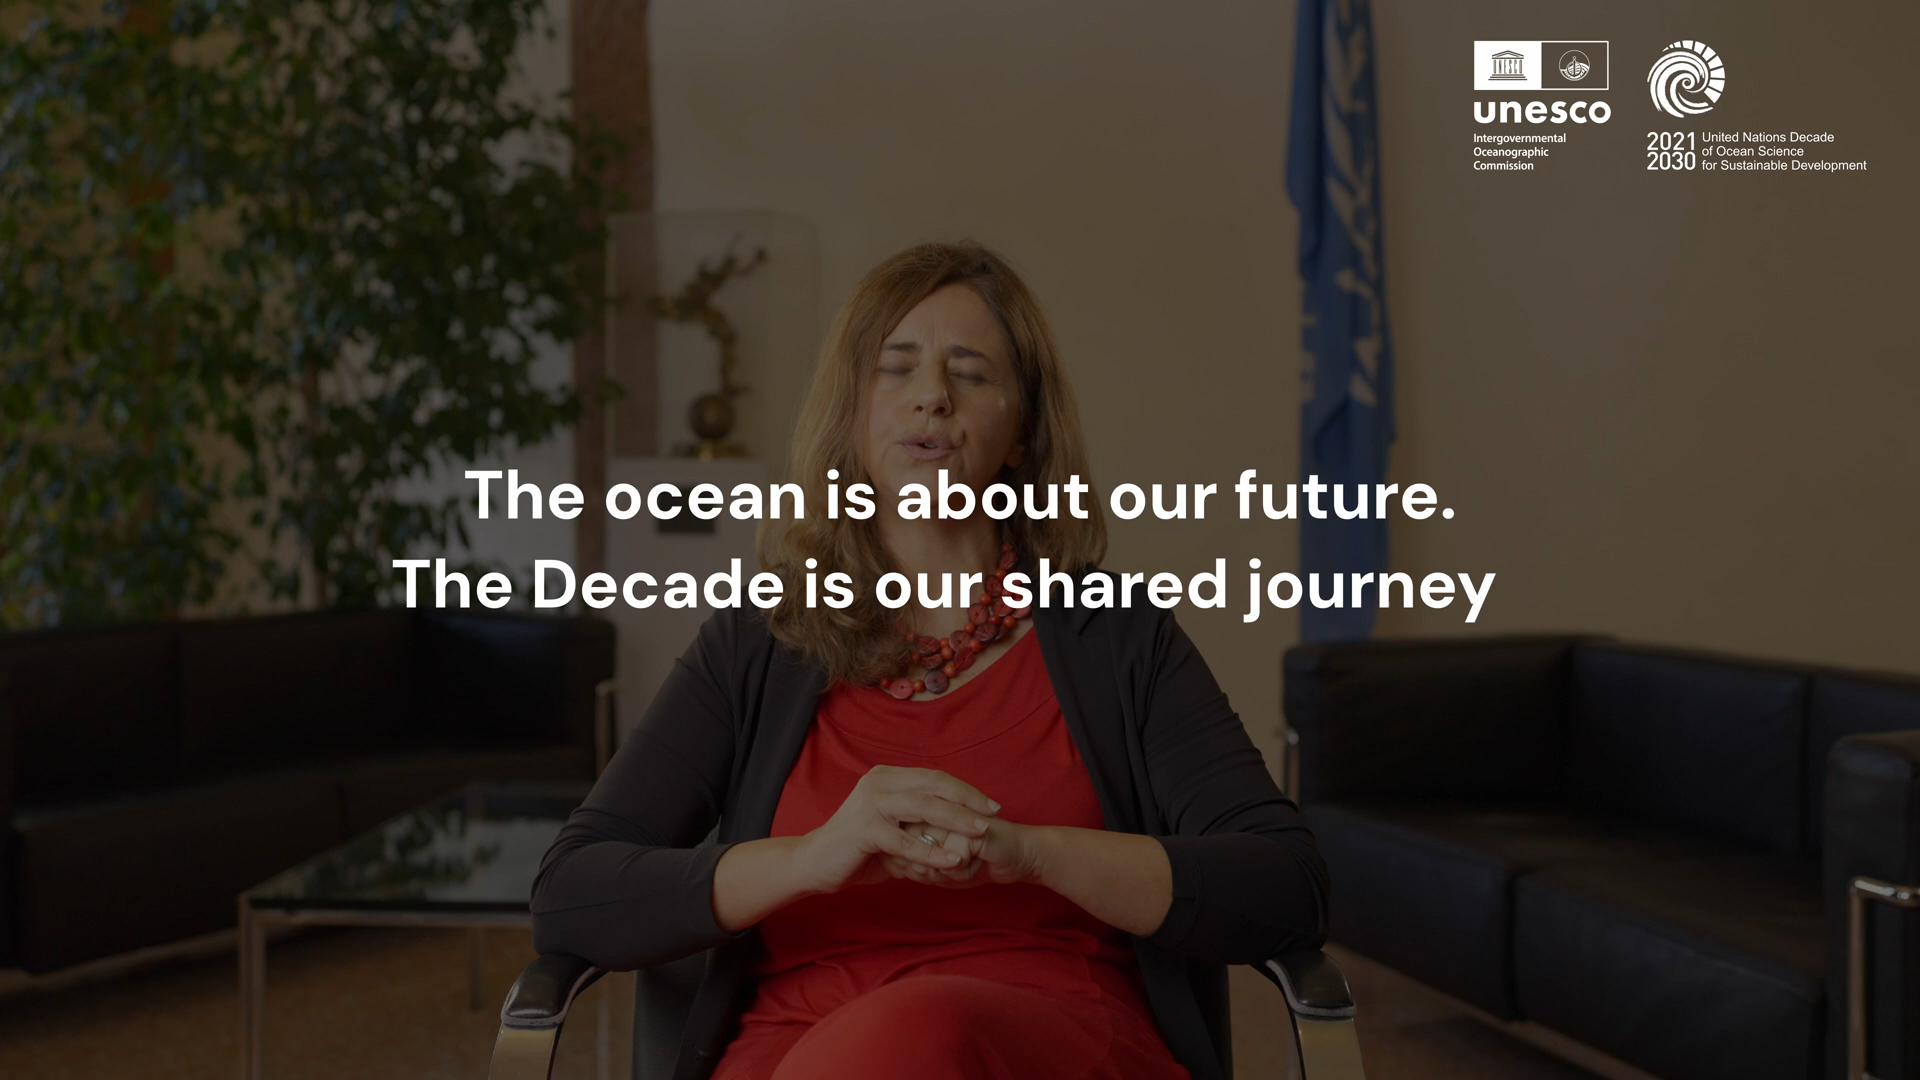 UNESCO
unesco
Intergovernmental
Oceanographic
Commission
2021
2030
United Nations Decade
of Ocean Science
for Sustainable Development
The ocean is about our future.
The Decade is our shared journey